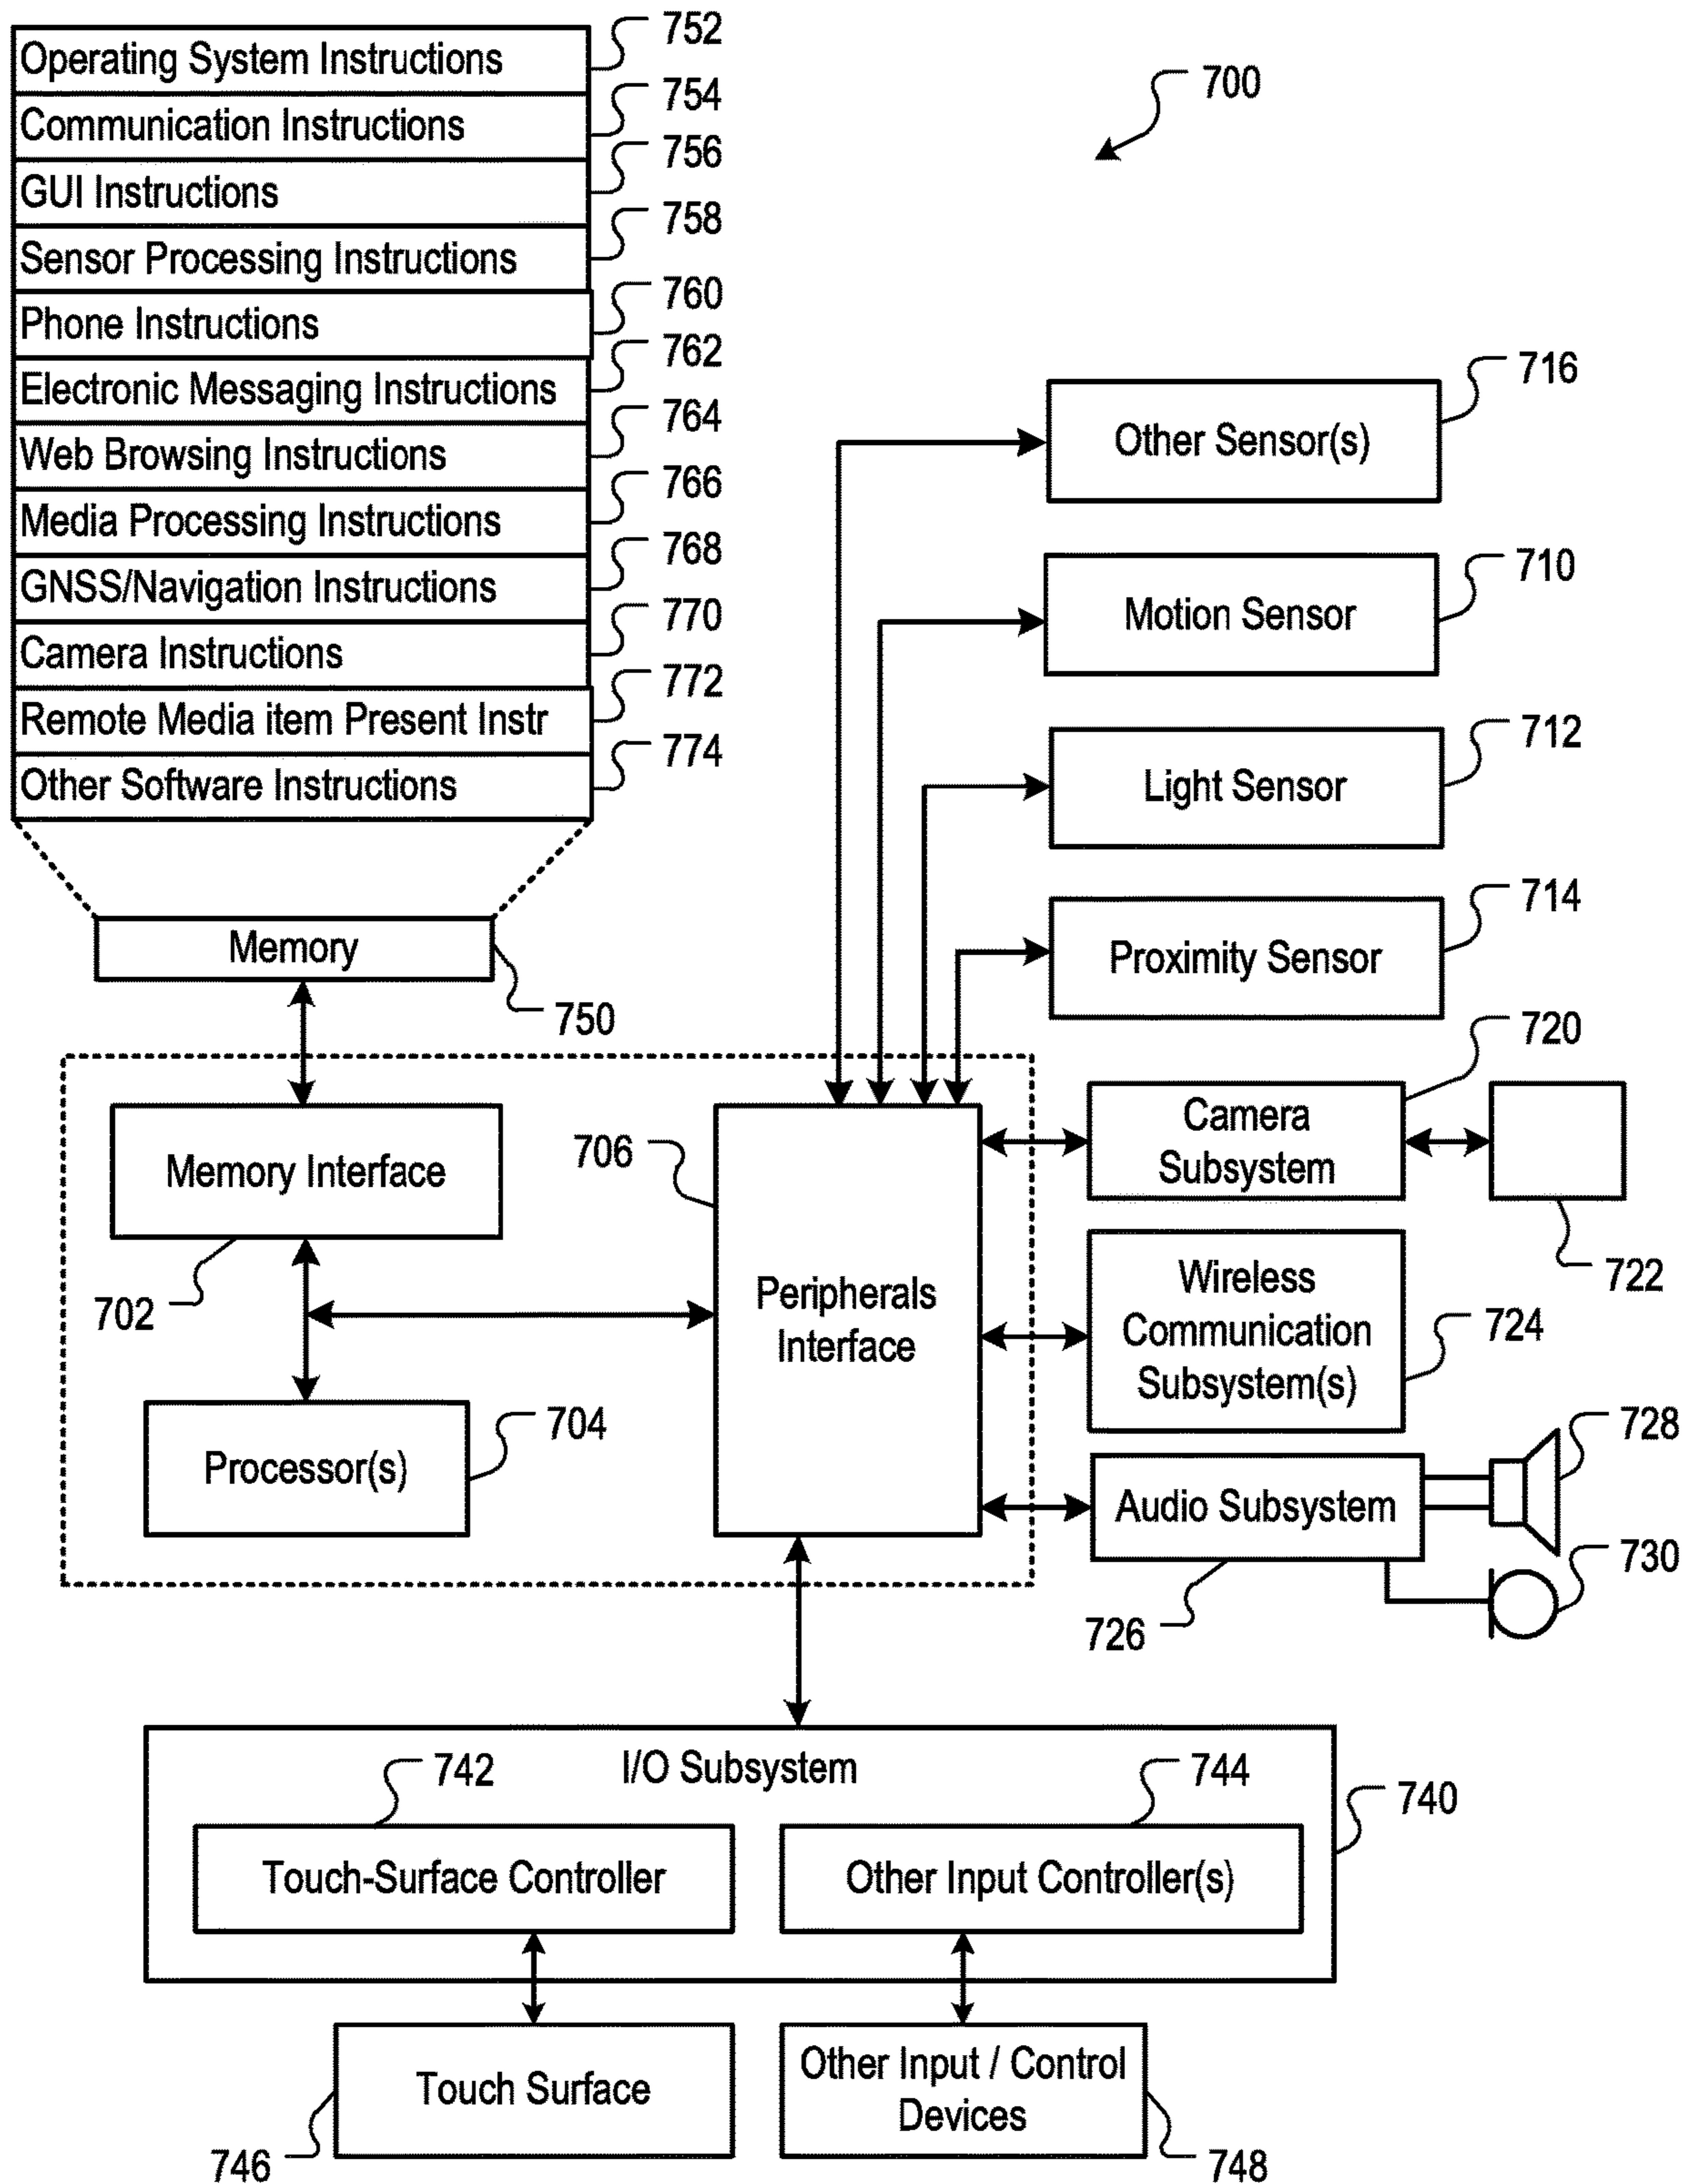 752
Operating System Instructions
700
754
Communication Instructions
756
GUI Instructions
758
Sensor Processing Instructions
760
Phone Instructions
762
Electronic Messaging Instructions
716
Other Sensor(s)
764
Web Browsing Instructions
766
Media Processing Instructions
768
GNSS/Navigation Instructions
710
Motion Sensor
770
Camera Instructions
772
Remote Media item Present Instr
712
Light Sensor
774
Other Software Instructions
714
Proximity Sensor
Memory
750
720
Camera
Subsystem
722
706
Memory Interface
702
Peripherals
Interface
Wireless
Communication
Subsystem(s)
724
704
Processor(s)
728
Audio Subsystem
730
726
I/O Subsystem
742
744
740
Touch-Surface Controller
Other Input Controller(s)
Touch Surface
Other Input / Control
Devices
746
748